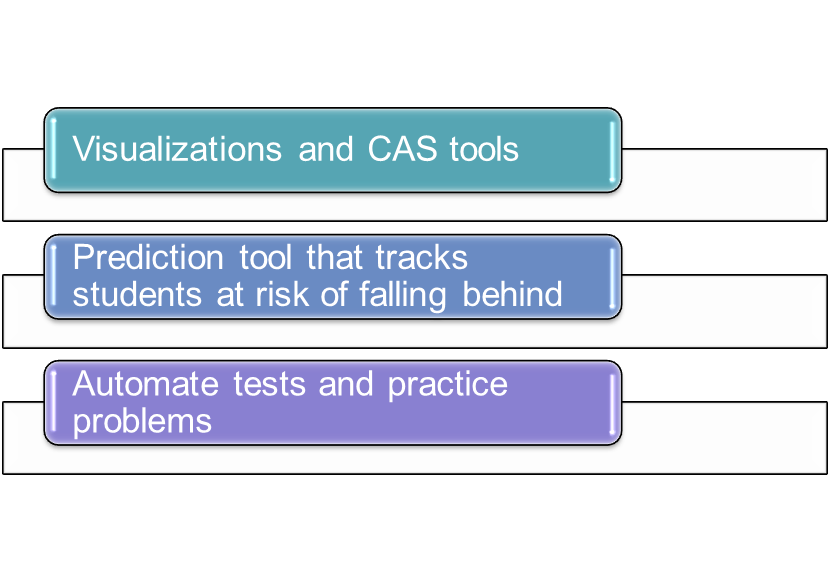 Visualizations and CAS tools
Prediction tool that tracks
students at risk of falling behind
Automate tests and practice
problems